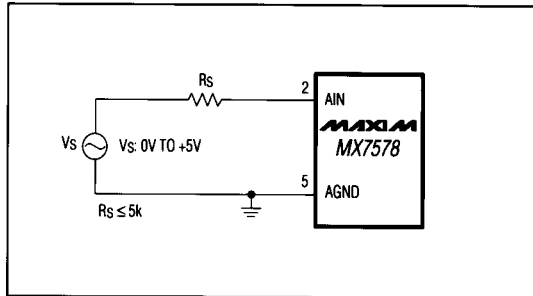 RS
2
AIN
MAXIM
MX7578
VS
VS: 0V TO +5V
5
AGND
RS ≤ 5k